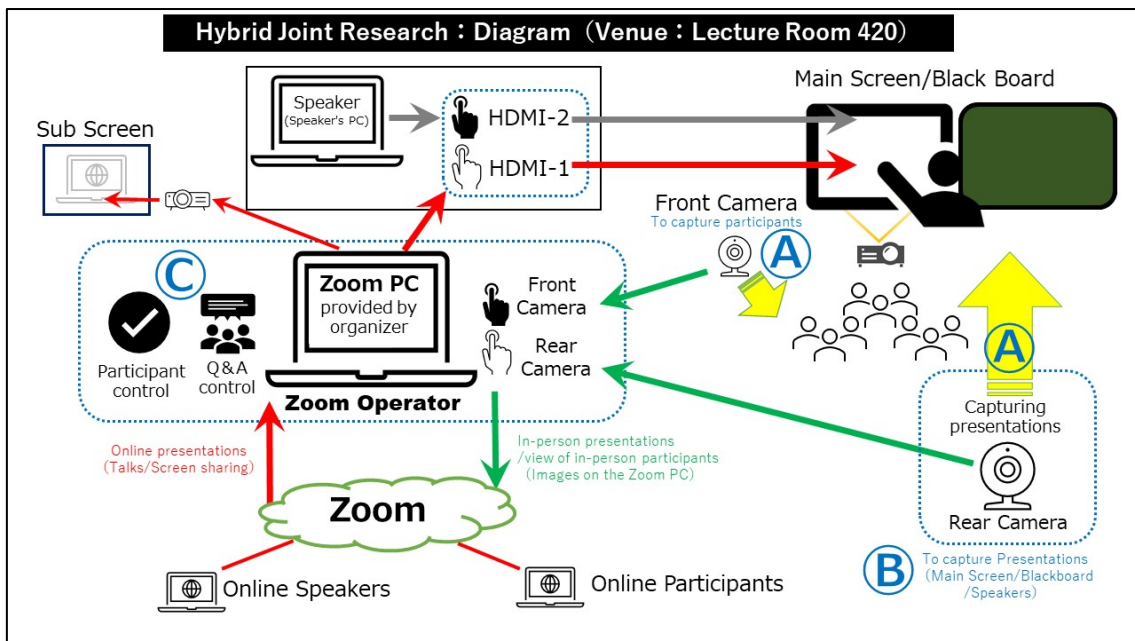 Hybrid Joint Research：Diagram（Venue：Lecture Room 420）
Speaker
(Speaker's PC)
HDMI-2
HDMI-1
Main Screen/Black Board
Sub Screen
Front Camera
To capture participants
A
C
Zoom PC
provided by
organizer
Front
Camera
Rear
Camera
Participant
control
Q&A
control
Zoom Operator
A
Capturing
presentations
Rear Camera
Online presentations
（Talks/Screen sharing）
In-person presentations
/view of in-person participants
（Images on the Zoom PC）
Zoom
B
To capture Presentations
（Main Screen/Blackboard
/Speakers）
Online Speakers
Online Participants